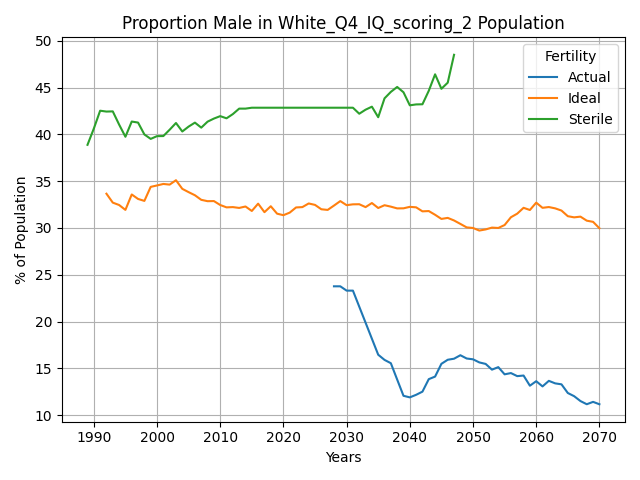 Proportion Male in White_Q4_IQ_scoring_2 Population
% of Population
50
45
40
35
30
25
20
15
10
Fertility
Actual
Ideal
Sterile
1990 2000 2010 2020 2030 2040 2050 2060 2070
Years